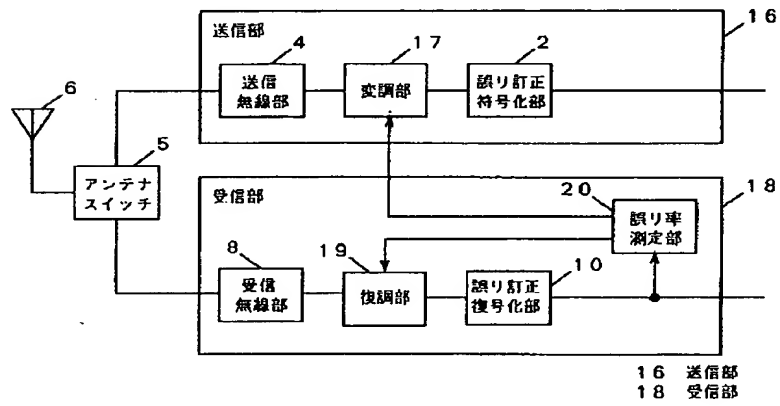 送信部
4
17
2
16
送信
無線部
変調部
誤り訂正
符号化部
6
5
アンテナ
スイッチ
受信部
20
18
誤り率
測定部
8
19
10
受信
無線部
復調部
誤り訂正
復号化部
16 送信部
18 受信部